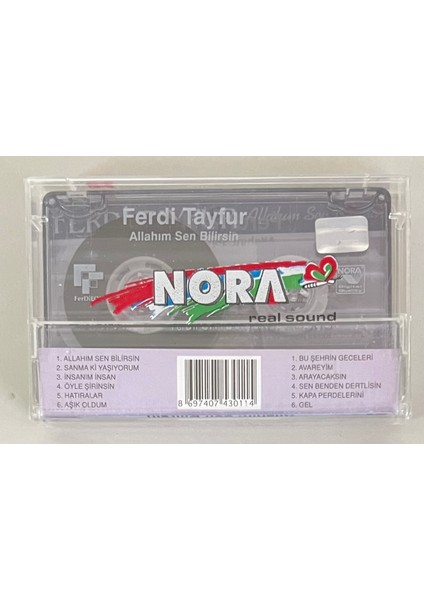 Ferdi Tayfur
Allahım Sen Bilirsin
NORA
NORA
real sound
1. ALLAHIM SEN BİLİRSİN
2. SANMA Kİ YAŞIYORUM
3. İNSANIM İNSAN
4. ÖYLE ŞİRİNSİN
5. HATIRALAR
6. AŞIK OLDUM
8 697407 430114
1. BU ŞEHRİN GECELERİ
2. AVAREYİM
3. ARAYACAKSIN
4. SEN BENDEN DERTLİSİN
5. KAPA PERDELERİNİ
6. GEL